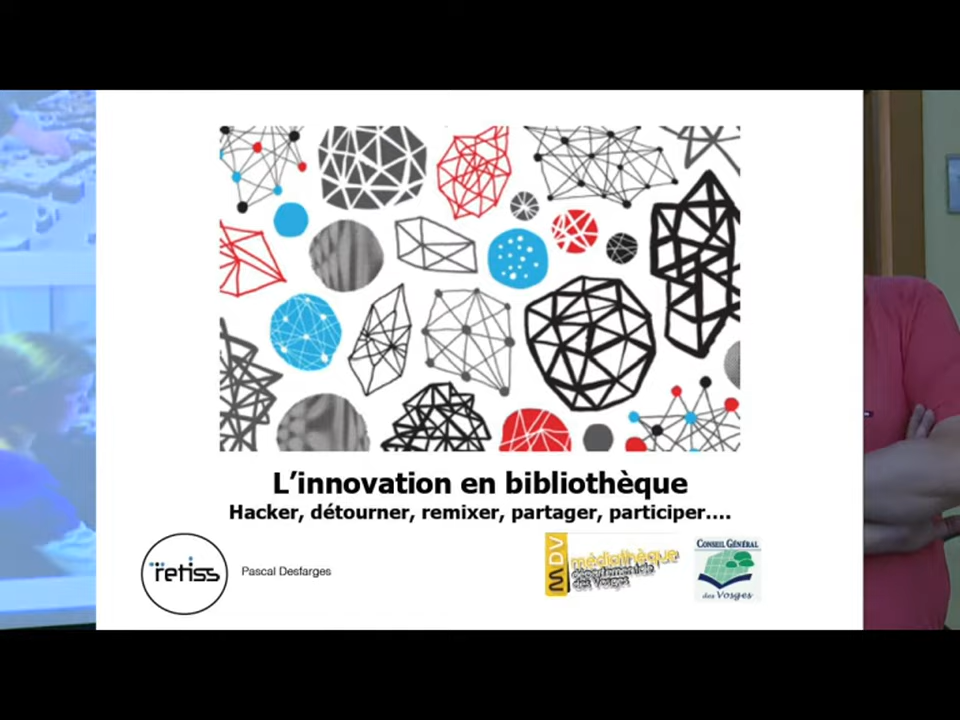 L'innovation en bibliothèque
Hacker, détourner, remixer, partager, participer....
retiss
Pascal Desfarges
MDV
médiathèque
départementale
des Vosges
Conseil Général
des Vosges